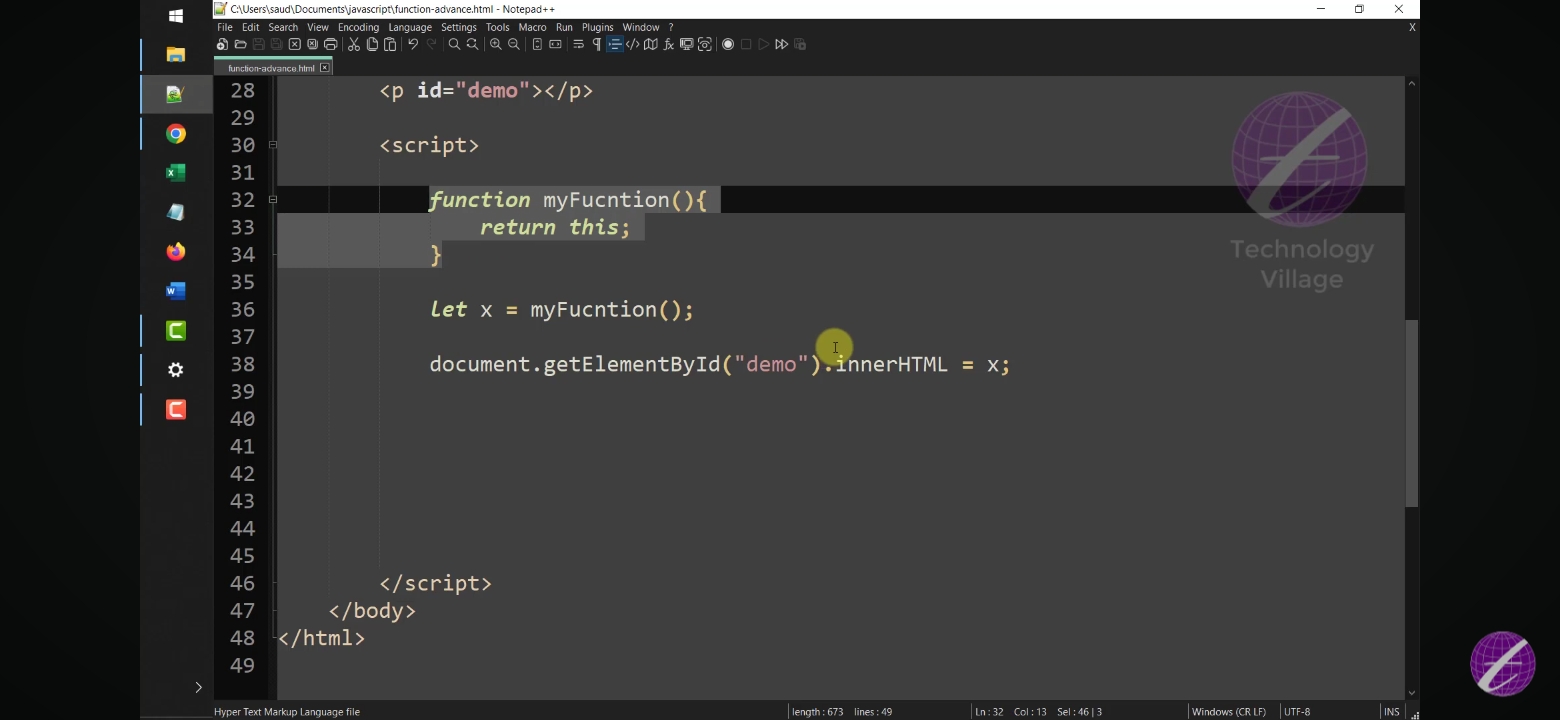 C:\Users\saud\Documents\javascript\function-advance.html - Notepad++
File Edit Search View Encoding Language Settings Tools Macro Run Plugins Window ? X
function-advance.html
28 <p id="demo"></p>
29
30 <script>
31
32 function myFucntion(){
33 return this;
34 }
35
36 let x = myFucntion();
37
38 document.getElementById("demo").innerHTML = x;
39
40
41
42
43
44
45
46 </script>
47 </body>
48 </html>
49
Technology
Village
Hyper Text Markup Language file length : 673 lines : 49 Ln : 32 Col : 13 Sel : 46 | 3 Windows (CR LF) UTF-8 INS